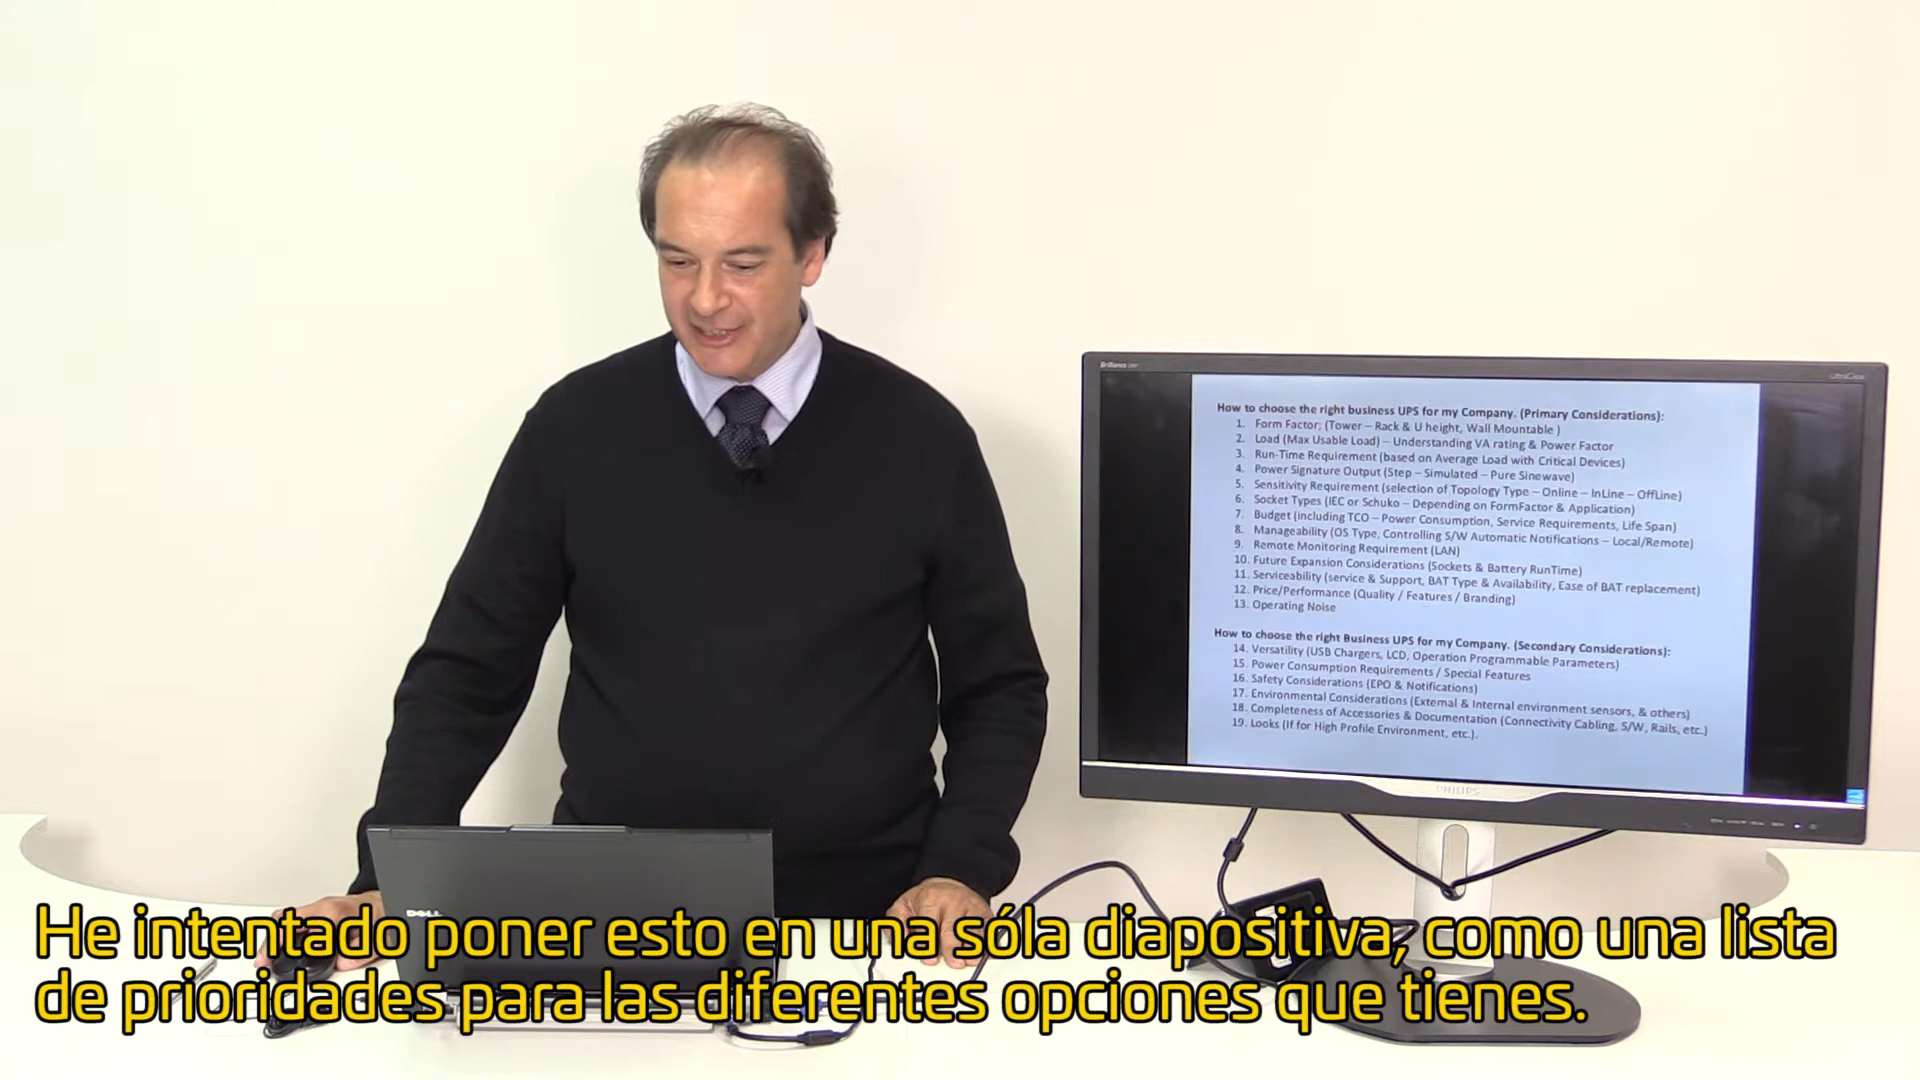 Brilliance
UltraClear
How to choose the right business UPS for my Company. (Primary Considerations):
1. Form Factor; (Tower – Rack & U height, Wall Mountable )
2. Load (Max Usable Load) – Understanding VA rating & Power Factor
3. Run-Time Requirement (based on Average Load with Critical Devices)
4. Power Signature Output (Step – Simulated – Pure Sinewave)
5. Sensitivity Requirement (selection of Topology Type – Online – InLine – OffLine)
6. Socket Types (IEC or Schuko – Depending on FormFactor & Application)
7. Budget (including TCO – Power Consumption, Service Requirements, Life Span)
8. Manageability (OS Type, Controlling S/W Automatic Notifications – Local/Remote)
9. Remote Monitoring Requirement (LAN)
10. Future Expansion Considerations (Sockets & Battery RunTime)
11. Serviceability (service & Support, BAT Type & Availability, Ease of BAT replacement)
12. Price/Performance (Quality / Features / Branding)
13. Operating Noise
How to choose the right Business UPS for my Company. (Secondary Considerations):
14. Versatility (USB Chargers, LCD, Operation Programmable Parameters)
15. Power Consumption Requirements / Special Features
16. Safety Considerations (EPO & Notifications)
17. Environmental Considerations (External & Internal environment sensors, & others)
18. Completeness of Accessories & Documentation (Connectivity Cabling, S/W, Rails, etc.)
19. Looks (If for High Profile Environment, etc.).
PHILIPS
DELL
He intentado poner esto en una sóla diapositiva, como una lista
de prioridades para las diferentes opciones que tienes.